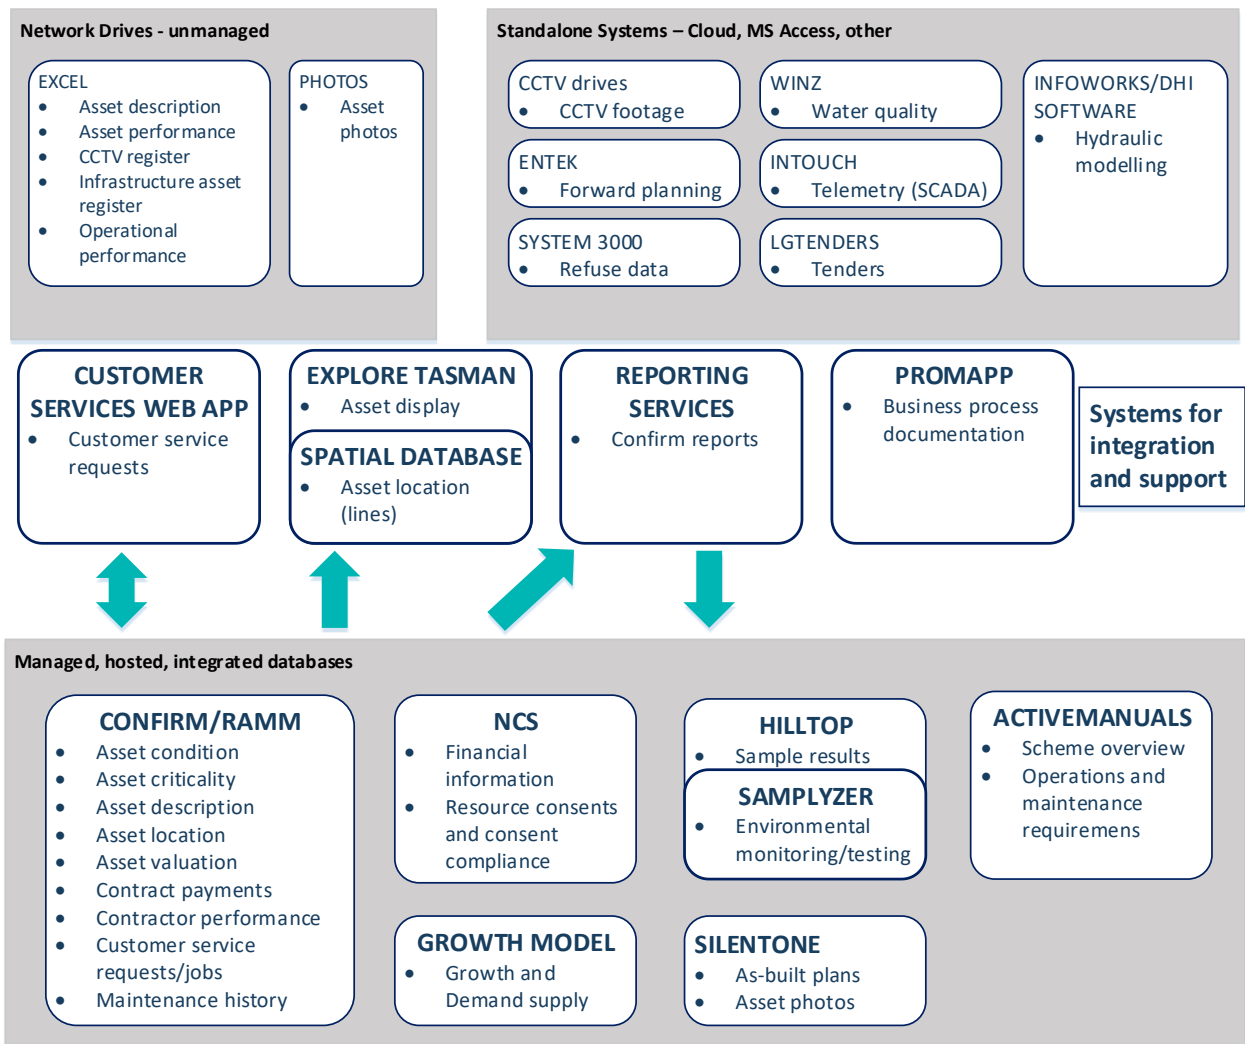 Network Drives - unmanaged
EXCEL
• Asset description
• Asset performance
• CCTV register
• Infrastructure asset
register
• Operational
performance
PHOTOS
• Asset
photos
Standalone Systems – Cloud, MS Access, other
CCTV drives
• CCTV footage
WINZ
• Water quality
INFOWORKS/DHI
SOFTWARE
• Hydraulic
modelling
ENTEK
• Forward planning
INTOUCH
• Telemetry (SCADA)
SYSTEM 3000
• Refuse data
LGTENDERS
• Tenders
CUSTOMER
SERVICES WEB APP
• Customer service
requests
EXPLORE TASMAN
• Asset display
SPATIAL DATABASE
• Asset location
(lines)
REPORTING
SERVICES
• Confirm reports
PROMAPP
• Business process
documentation
Systems for
integration
and support
Managed, hosted, integrated databases
CONFIRM/RAMM
• Asset condition
• Asset criticality
• Asset description
• Asset location
• Asset valuation
• Contract payments
• Contractor performance
• Customer service
requests/jobs
• Maintenance history
NCS
• Financial
information
• Resource consents
and consent
compliance
HILLTOP
• Sample results
SAMPLYZER
• Environmental
monitoring/testing
ACTIVEMANUALS
• Scheme overview
• Operations and
maintenance
requiremens
GROWTH MODEL
• Growth and
Demand supply
SILENTONE
• As-built plans
• Asset photos